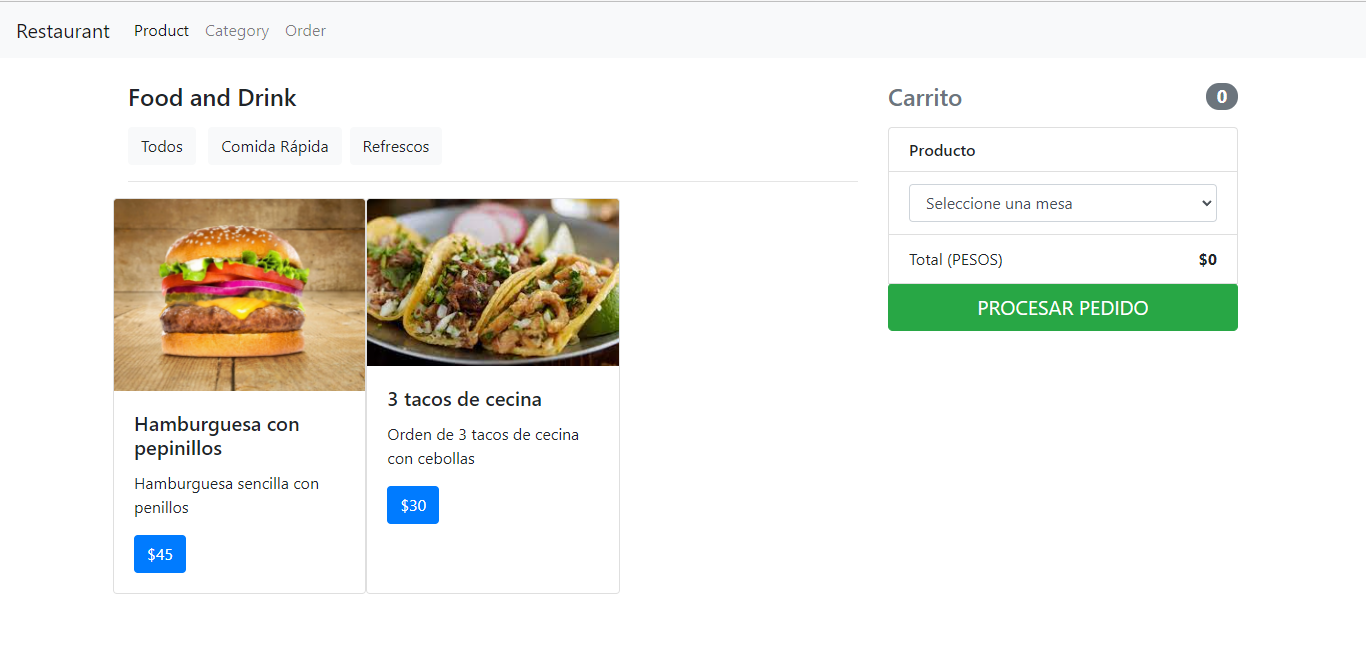 Restaurant Product Category Order
Food and Drink
Todos Comida Rápida Refrescos
Hamburguesa con
pepinillos
Hamburguesa sencilla con
penillos
$45
3 tacos de cecina
Orden de 3 tacos de cecina
con cebollas
$30
Carrito 0
Producto
Seleccione una mesa
Total (PESOS) $0
PROCESAR PEDIDO